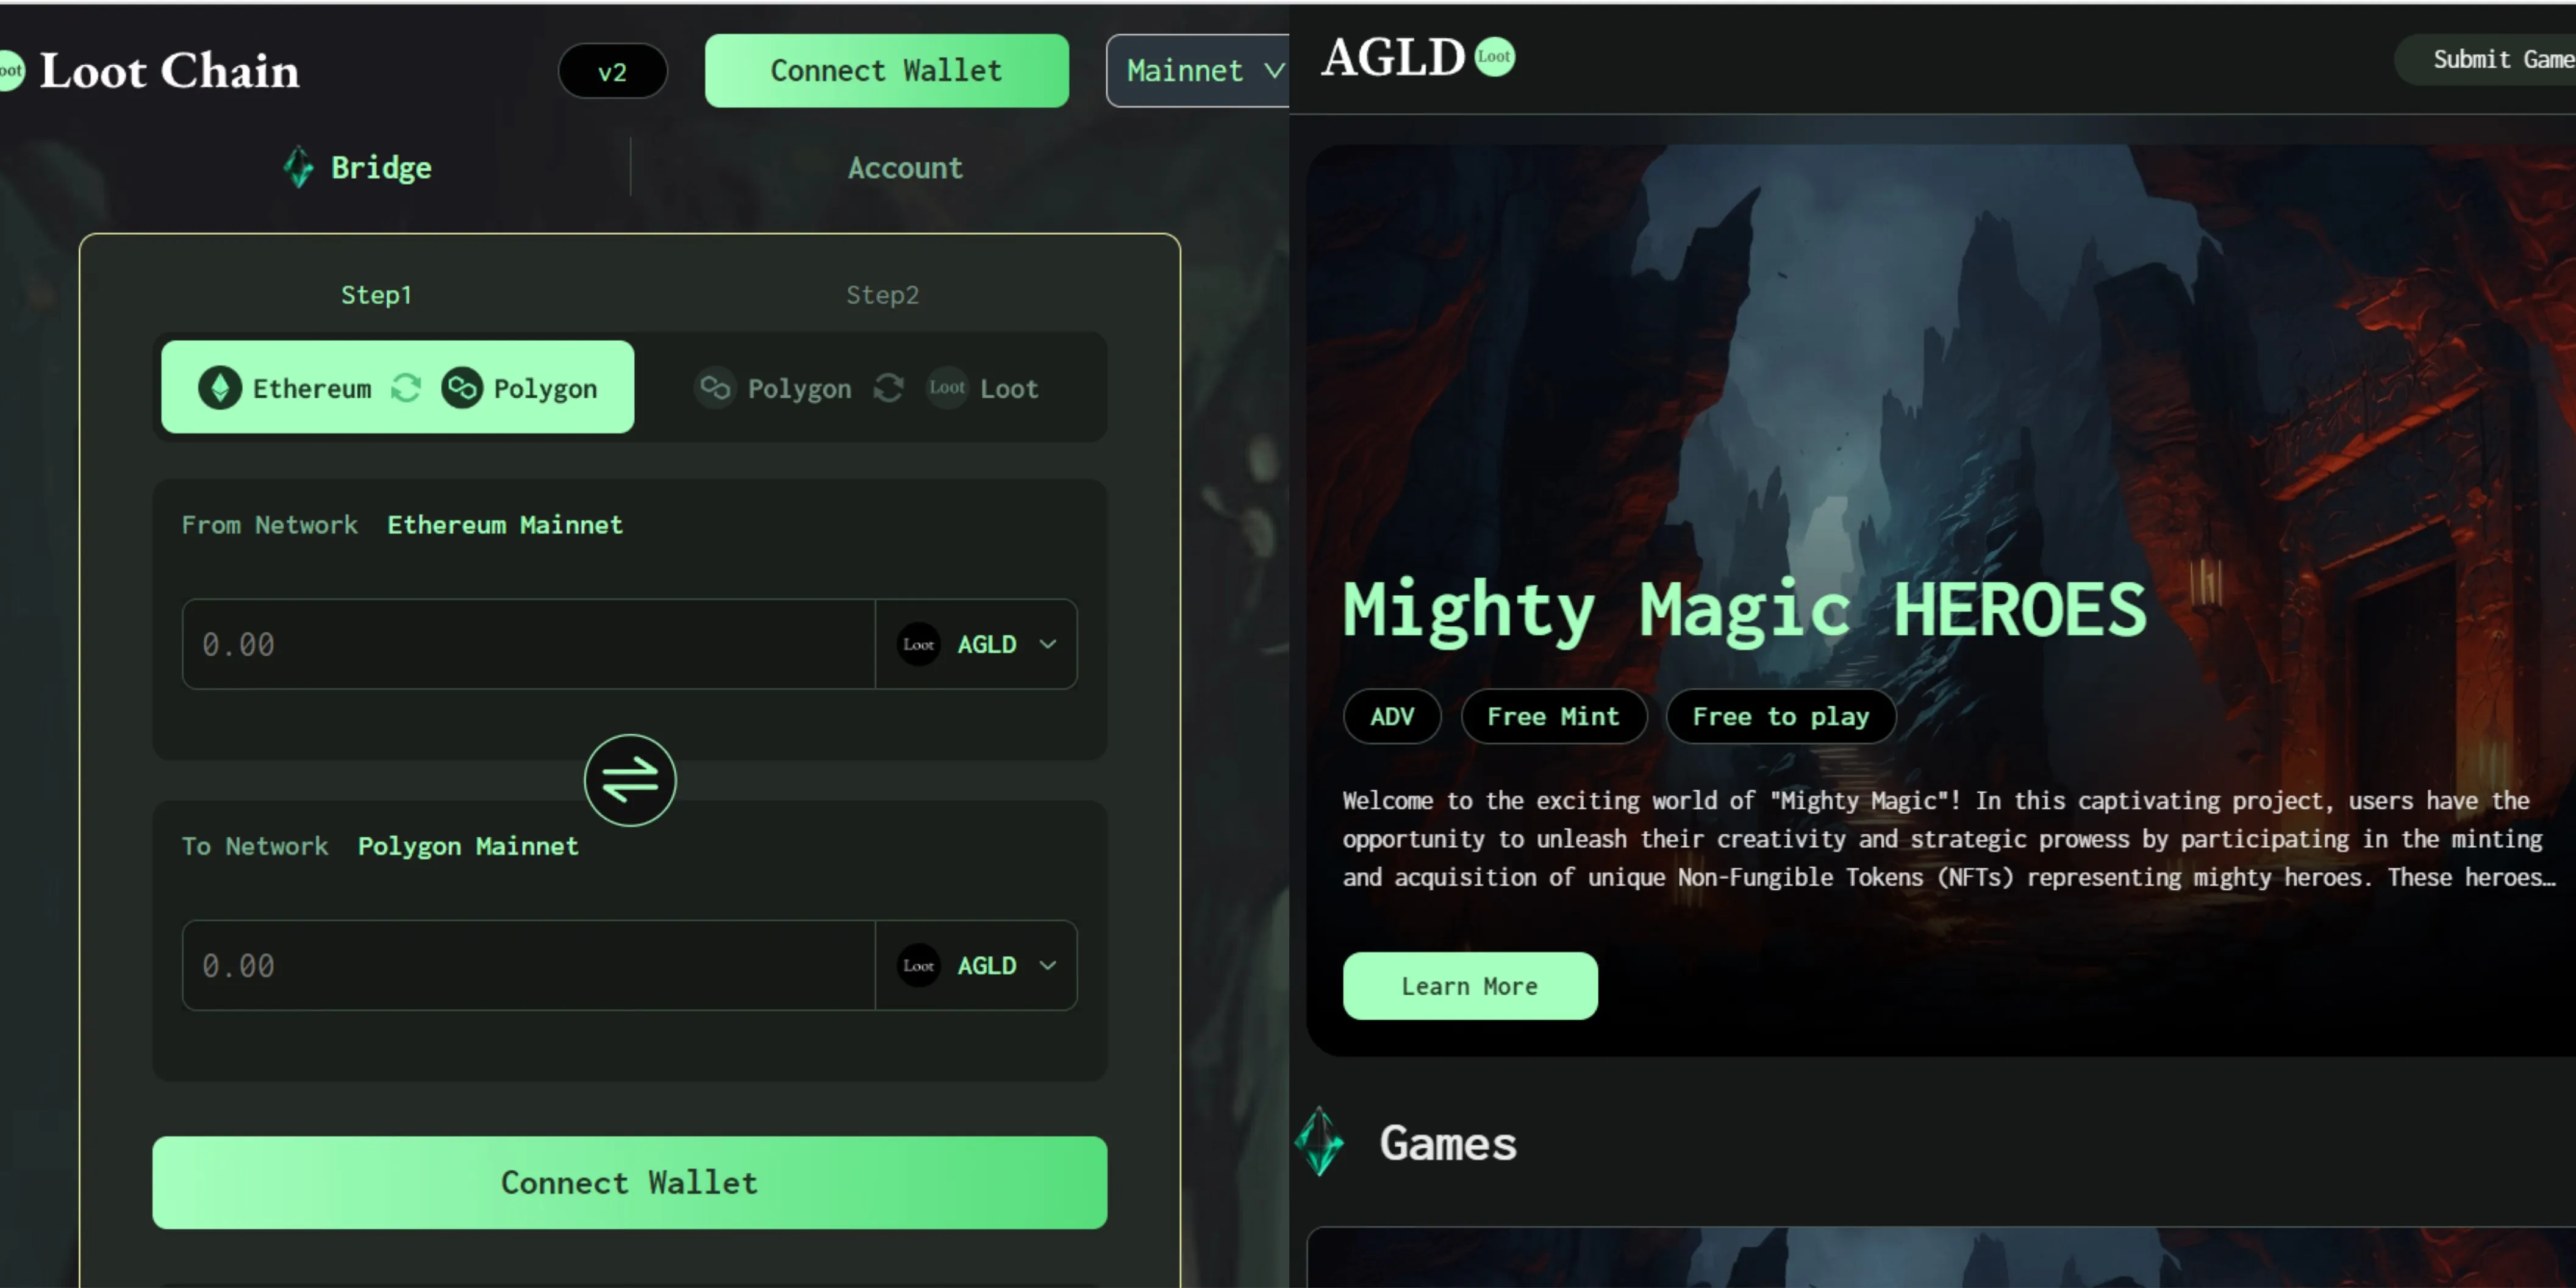 Loot Chain
v2
Connect Wallet
Mainnet
Bridge
Account
Step1
Step2
Ethereum
Polygon
Polygon
Loot
Loot
From Network Ethereum Mainnet
0.00
Loot
AGLD
To Network Polygon Mainnet
0.00
Loot
AGLD
Connect Wallet
AGLD
Loot
Submit Game
Mighty Magic HEROES
ADV
Free Mint
Free to play
Welcome to the exciting world of "Mighty Magic"! In this captivating project, users have the
opportunity to unleash their creativity and strategic prowess by participating in the minting
and acquisition of unique Non-Fungible Tokens (NFTs) representing mighty heroes. These heroes…
Learn More
Games